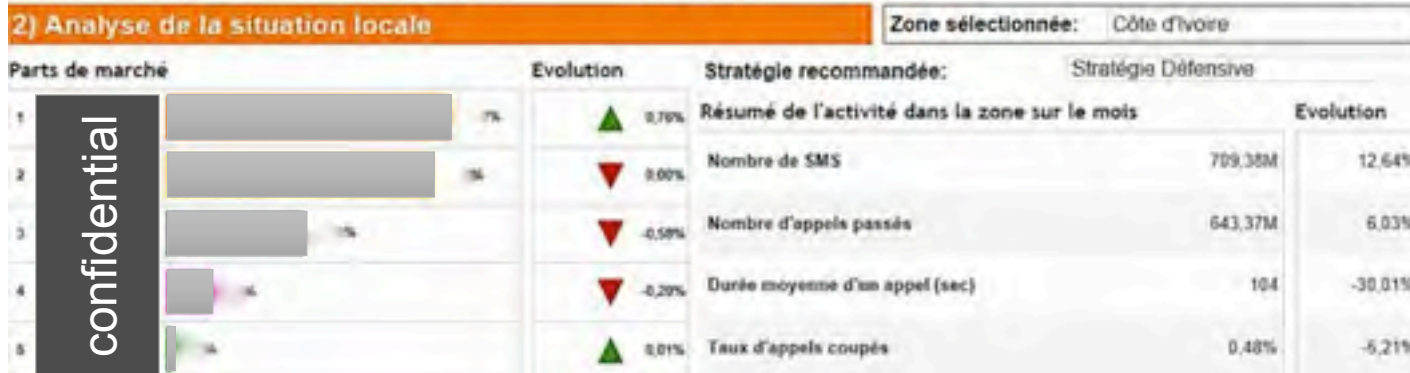 2) Analyse de la situation locale
Zone sélectionnée: Côte d'Ivoire
Parts de marché Evolution
Stratégie recommandée: Stratégie Défensive
confidential
1 % 0,76%
2 % 0,00%
3 % -0,58%
4 %
5 % 0,01%
Résumé de l'activité dans la zone sur le mois Evolution
Nombre de SMS 709,38M 12,64%
Nombre d'appels passés 643,37M 6,03%
Durée moyenne d'un appel (sec) 104 -30,01%
Taux d'appels coupés 0,48% -6,21%